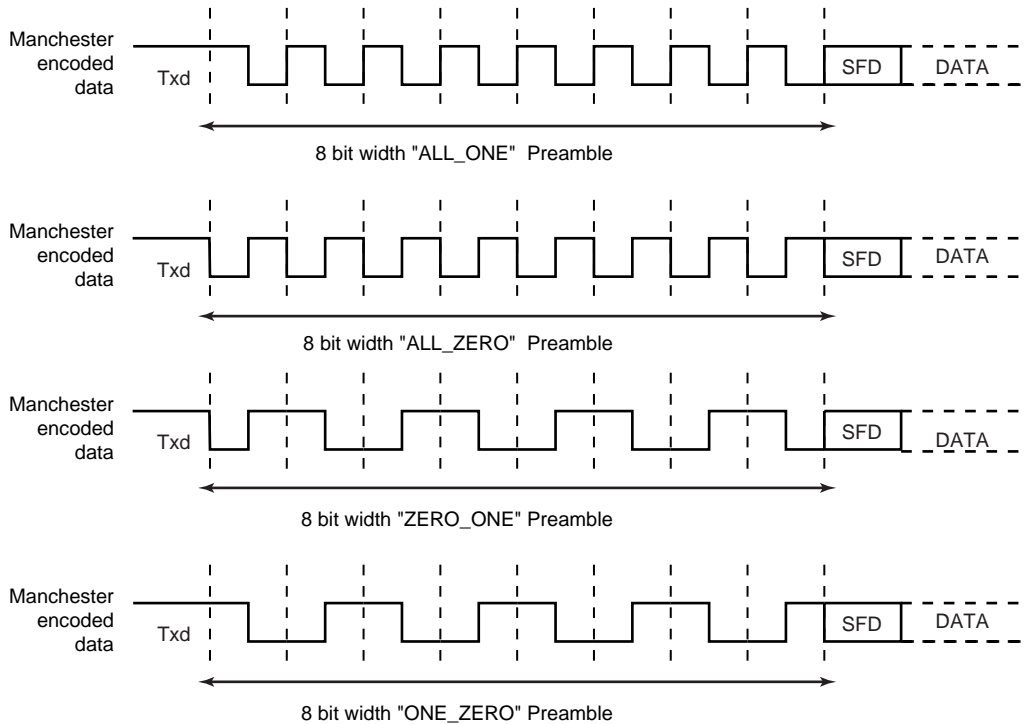 Manchester
encoded
data
Txd
SFD
DATA
8 bit width "ALL_ONE" Preamble
Manchester
encoded
data
Txd
SFD
DATA
8 bit width "ALL_ZERO" Preamble
Manchester
encoded
data
Txd
SFD
DATA
8 bit width "ZERO_ONE" Preamble
Manchester
encoded
data
Txd
SFD
DATA
8 bit width "ONE_ZERO" Preamble